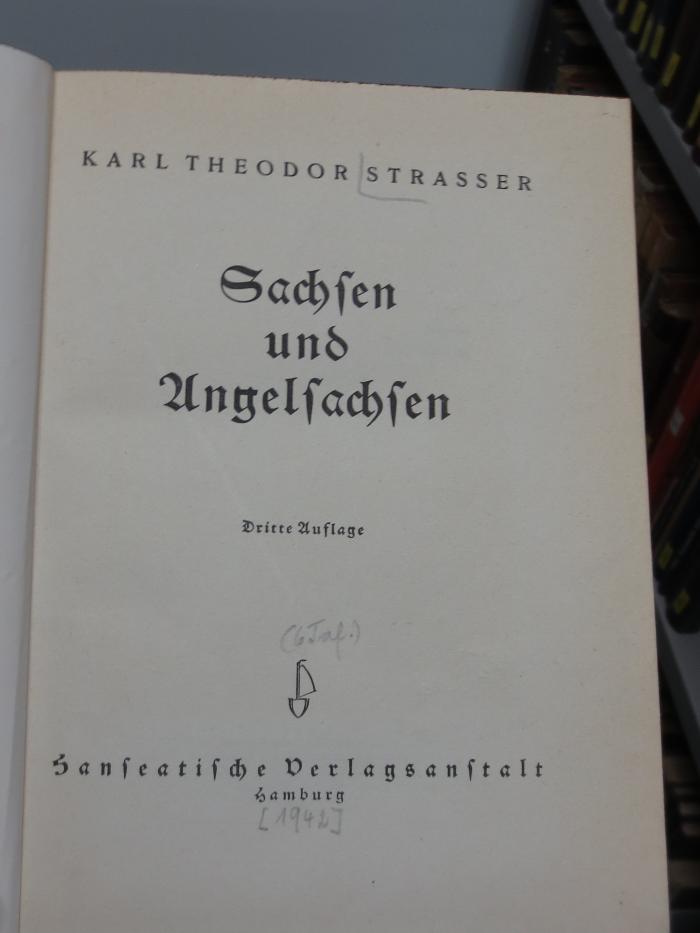 KARL THEODOR STRASSER
Sachſen
und
Angelſachſen
Dritte Auflage
(6 Taf.)
Hanſeatiſche Verlagsanſtalt
Hamburg
[1942]